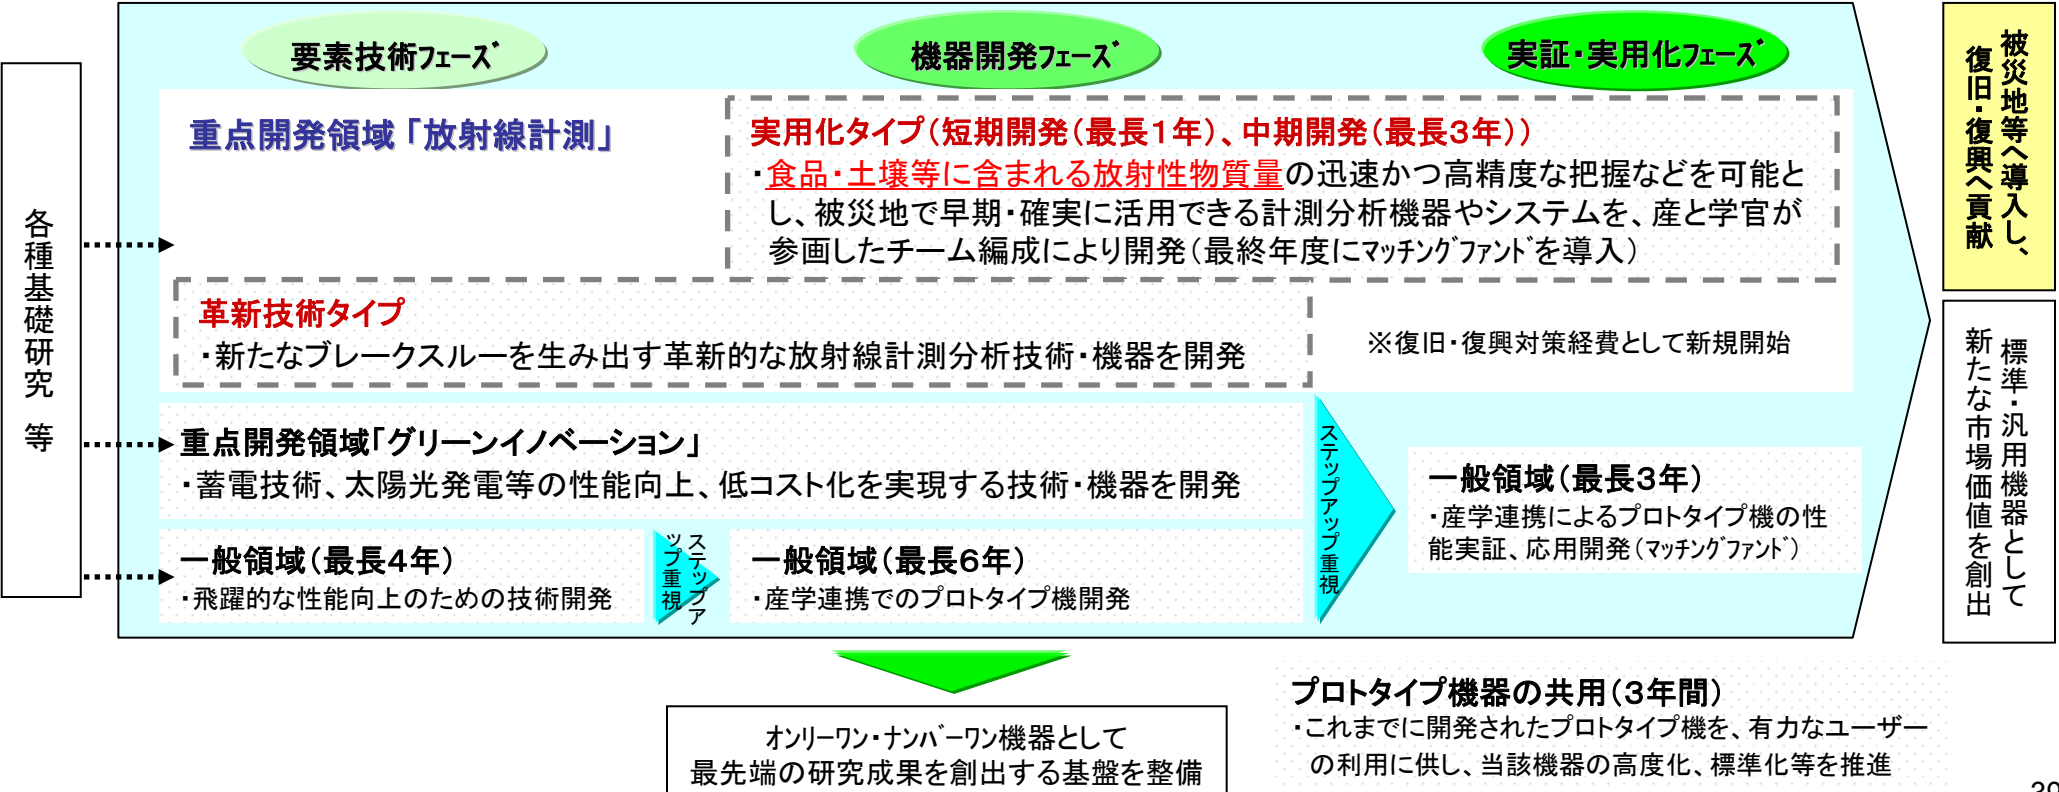 要素技術フェーズ
機器開発フェーズ
実証・実用化フェーズ
各種基礎研究 等
重点開発領域「放射線計測」
実用化タイプ(短期開発(最長1年)、中期開発(最長3年))
・食品・土壌等に含まれる放射性物質量の迅速かつ高精度な把握などを可能と
し、被災地で早期・確実に活用できる計測分析機器やシステムを、産と学官が
参画したチーム編成により開発(最終年度にマッチングファンドを導入)
革新技術タイプ
・新たなブレークスルーを生み出す革新的な放射線計測分析技術・機器を開発
※復旧・復興対策経費として新規開始
重点開発領域「グリーンイノベーション」
・蓄電技術、太陽光発電等の性能向上、低コスト化を実現する技術・機器を開発
一般領域(最長4年)
・飛躍的な性能向上のための技術開発
ステップア
ップ重視
一般領域(最長6年)
・産学連携でのプロトタイプ機開発
ステップアップ重視
一般領域(最長3年)
・産学連携によるプロトタイプ機の性
能実証、応用開発(マッチングファンド)
被災地等へ導入し、
復旧・復興へ貢献
標準・汎用機器として
新たな市場価値を創出
オンリーワン・ナンバーワン機器として
最先端の研究成果を創出する基盤を整備
プロトタイプ機器の共用(3年間)
・これまでに開発されたプロトタイプ機を、有力なユーザー
の利用に供し、当該機器の高度化、標準化等を推進